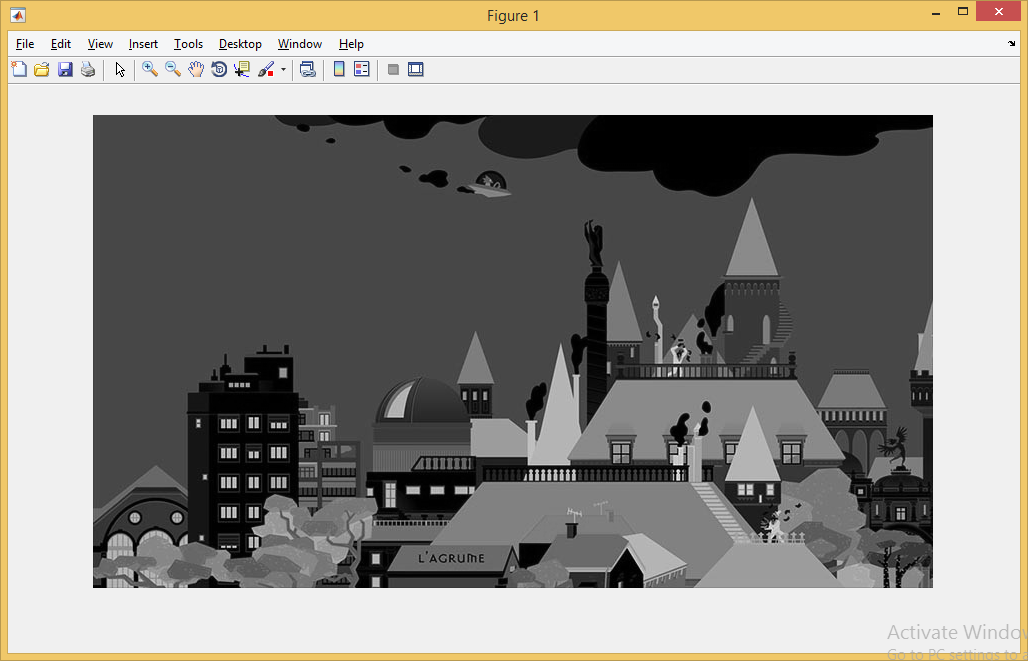 Figure 1
File Edit View Insert Tools Desktop Window Help
L'AGRUME
Activate Windo
Go to PC settings to a